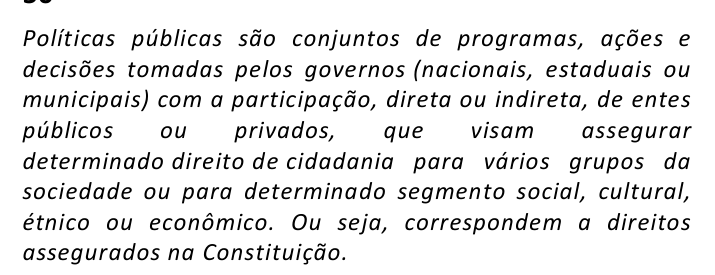 Políticas públicas são conjuntos de programas, ações e
decisões tomadas pelos governos (nacionais, estaduais ou
municipais) com a participação, direta ou indireta, de entes
públicos ou privados, que visam assegurar
determinado direito de cidadania para vários grupos da
sociedade ou para determinado segmento social, cultural,
étnico ou econômico. Ou seja, correspondem a direitos
assegurados na Constituição.